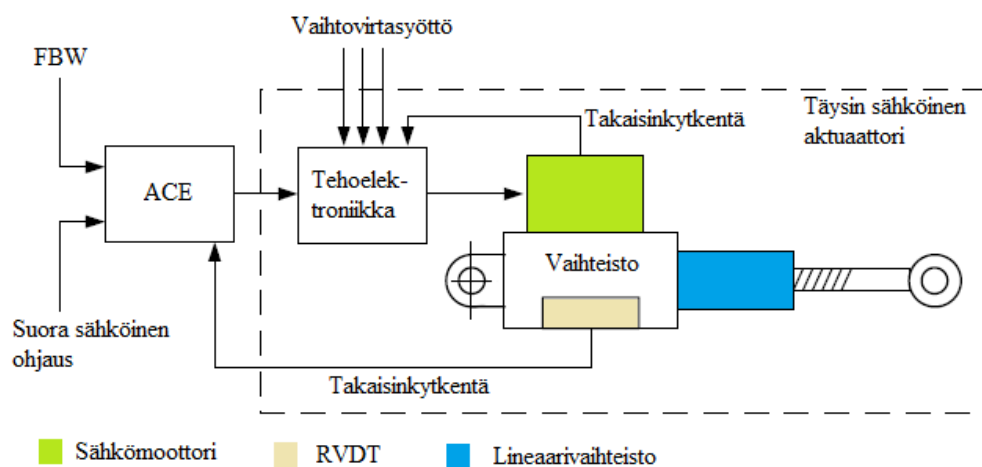 Vaihtovirtasyöttö
FBW
Täysin sähköinen
aktuaattori
Takaisinkytkentä
ACE
Tehoelek-
troniikka
Vaihteisto
Suora sähköinen
ohjaus
Takaisinkytkentä
Sähkömoottori
RVDT
Lineaarivaihteisto